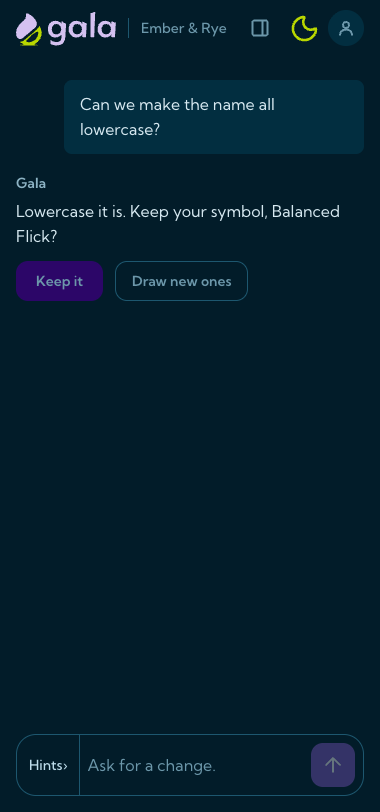 gala
Ember & Rye
Can we make the name all
lowercase?
Gala
Lowercase it is. Keep your symbol, Balanced
Flick?
Keep it
Draw new ones
Hints›
Ask for a change.